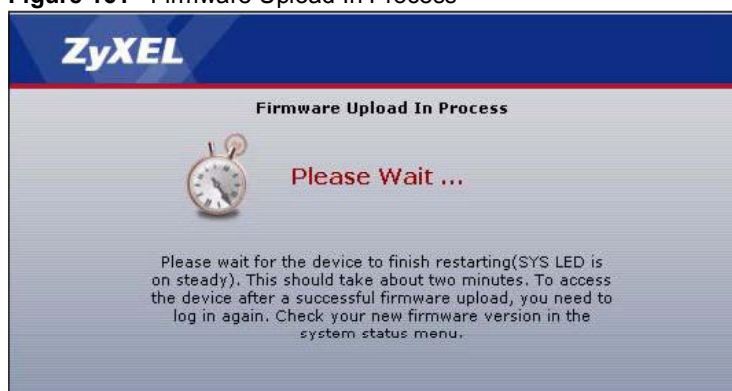 Firmware Upload In Process
ZyXEL
Firmware Upload In Process
Please Wait ...
Please wait for the device to finish restarting(SYS LED is
on steady). This should take about two minutes. To access
the device after a successful firmware upload, you need to
log in again. Check your new firmware version in the
system status menu.